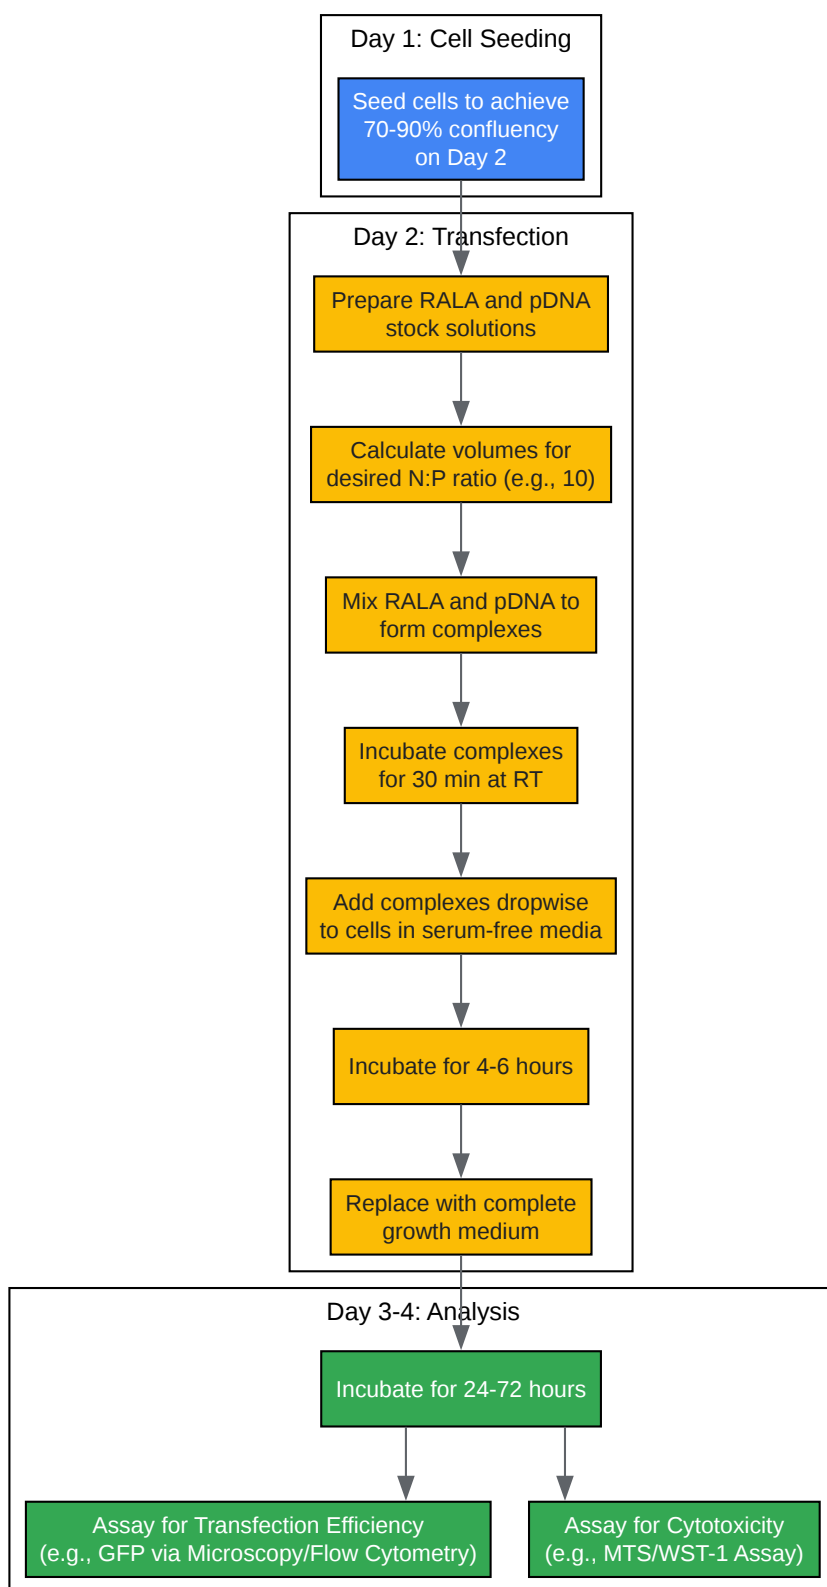 Day 1: Cell Seeding
Seed cells to achieve
70-90% confluency
on Day 2
Day 2: Transfection
Prepare RALA and pDNA
stock solutions
Calculate volumes for
desired N:P ratio (e.g., 10)
Mix RALA and pDNA to
form complexes
Incubate complexes
for 30 min at RT
Add complexes dropwise
to cells in serum-free media
Incubate for 4-6 hours
Replace with complete
growth medium
Day 3-4: Analysis
Incubate for 24-72 hours
Assay for Transfection Efficiency
(e.g., GFP via Microscopy/Flow Cytometry)
Assay for Cytotoxicity
(e.g., MTS/WST-1 Assay)